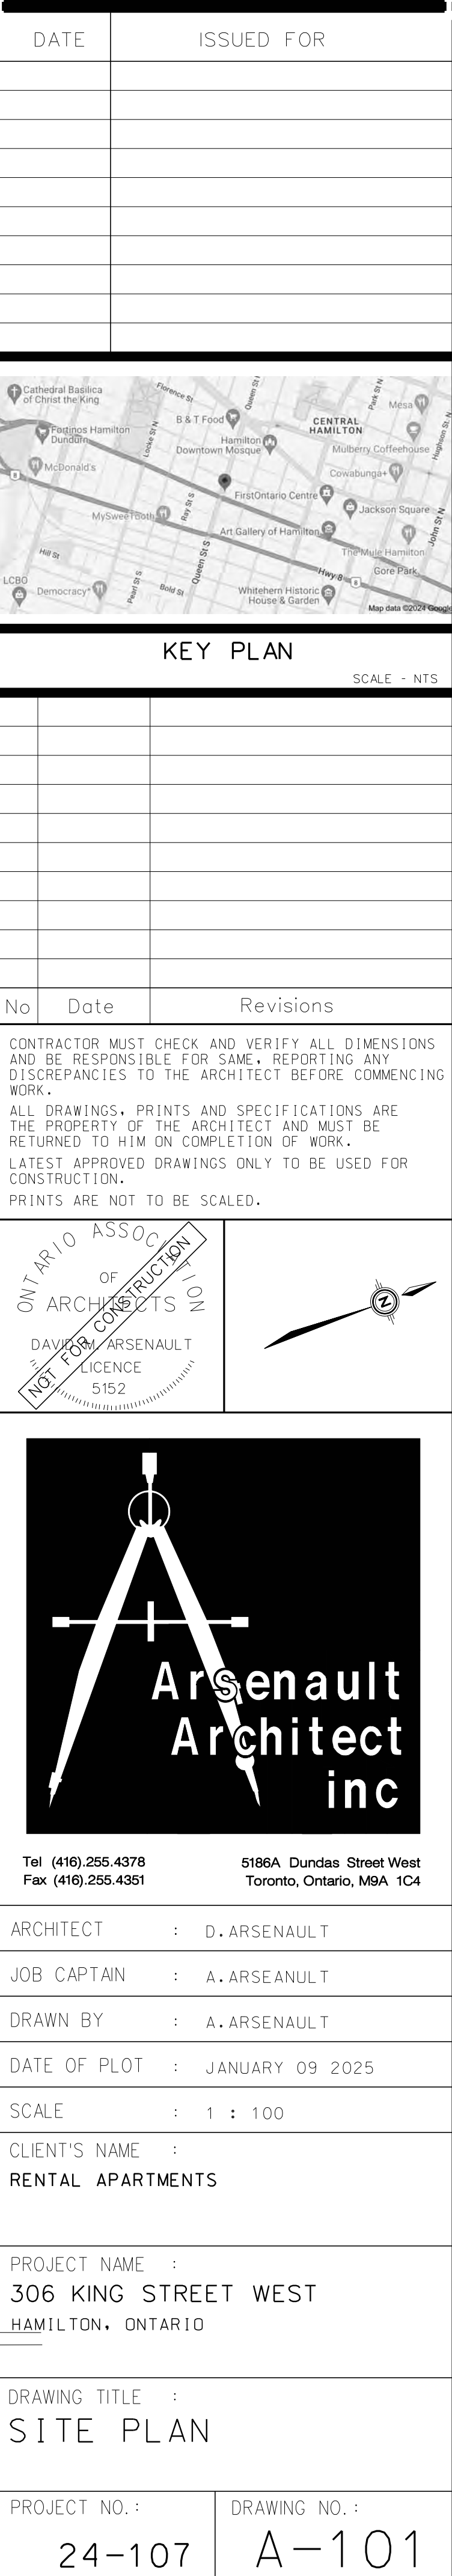 DATE ISSUED FOR
Cathedral Basilica
of Christ the King
Florence St
Queen St N
Park St N
Mesa
B & T Food
CENTRAL
HAMILTON
Hughson St. N
Fortinos Hamilton
Dundurn
Locke St N
Hamilton
Downtown Mosque
Mulberry Coffeehouse
McDonald's
Cowabunga+
8
FirstOntario Centre
Jackson Square
MySweeTooth
Ray St S
Art Gallery of Hamilton
John St N
Hill St
Queen St S
The Mule Hamilton
Hwy 8
8
Gore Park
LCBO
Democracy*
Pearl St S
Bold St
Whitehern Historic
House & Garden
Map data ©2024 Google
KEY PLAN
SCALE - NTS
No Date Revisions
CONTRACTOR MUST CHECK AND VERIFY ALL DIMENSIONS
AND BE RESPONSIBLE FOR SAME, REPORTING ANY
DISCREPANCIES TO THE ARCHITECT BEFORE COMMENCING
WORK.
ALL DRAWINGS, PRINTS AND SPECIFICATIONS ARE
THE PROPERTY OF THE ARCHITECT AND MUST BE
RETURNED TO HIM ON COMPLETION OF WORK.
LATEST APPROVED DRAWINGS ONLY TO BE USED FOR
CONSTRUCTION.
PRINTS ARE NOT TO BE SCALED.
ONTARIO ASSOCIATION
OF
ARCHITECTS
DAVID M. ARSENAULT
LICENCE
5152
NOT FOR CONSTRUCTION
N
Arsenault
Architect
inc
Tel (416).255.4378 5186A Dundas Street West
Fax (416).255.4351 Toronto, Ontario, M9A 1C4
ARCHITECT : D.ARSENAULT
JOB CAPTAIN : A.ARSEANULT
DRAWN BY : A.ARSENAULT
DATE OF PLOT : JANUARY 09 2025
SCALE : 1 : 100
CLIENT'S NAME :
RENTAL APARTMENTS
PROJECT NAME :
306 KING STREET WEST
HAMILTON, ONTARIO
DRAWING TITLE :
SITE PLAN
PROJECT NO.: DRAWING NO.:
24-107 A-101